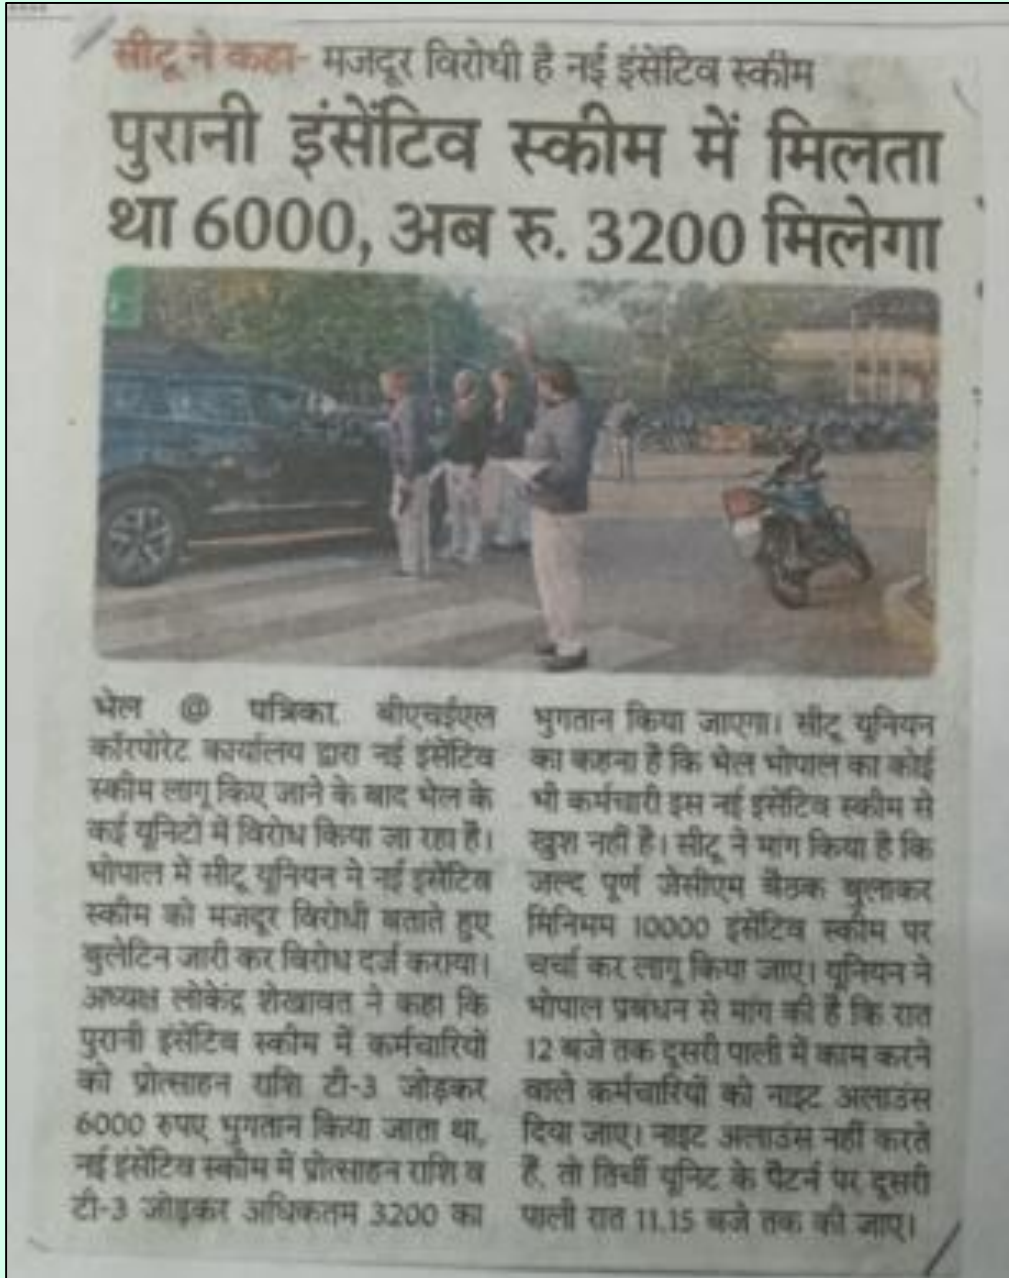 सीटू ने कहा- मजदूर विरोधी है नई इंसेंटिव स्कीम
पुरानी इंसेंटिव स्कीम में मिलता
था 6000, अब रु. 3200 मिलेगा
भेल @ पत्रिका. बीएचईएल
कॉरपोरेट कार्यालय द्वारा नई इंसेंटिव
स्कीम लागू किए जाने के बाद भेल के
कई यूनिटों में विरोध किया जा रहा है।
भोपाल में सीटू यूनियन ने नई इंसेंटिव
स्कीम को मजदूर विरोधी बताते हुए
बुलेटिन जारी कर विरोध दर्ज कराया।
अध्यक्ष लोकेंद्र शेखावत ने कहा कि
पुरानी इंसेंटिव स्कीम में कर्मचारियों
को प्रोत्साहन राशि टी-3 जोड़कर
6000 रुपए भुगतान किया जाता था,
नई इंसेंटिव स्कीम में प्रोत्साहन राशि व
टी-3 जोड़कर अधिकतम 3200 का
भुगतान किया जाएगा। सीटू यूनियन
का कहना है कि भेल भोपाल का कोई
भी कर्मचारी इस नई इंसेंटिव स्कीम से
खुश नहीं है। सीटू ने मांग किया है कि
जल्द पूर्ण जेसीएम बैठक बुलाकर
मिनिमम 10000 इंसेंटिव स्कीम पर
चर्चा कर लागू किया जाए। यूनियन ने
भोपाल प्रबंधन से मांग की है कि रात
12 बजे तक दूसरी पाली में काम करने
वाले कर्मचारियों को नाइट अलाउंस
दिया जाए। नाइट अलाउंस नहीं करते
हैं, तो तिर्ची यूनिट के पैटर्न पर दूसरी
पाली रात 11.15 बजे तक की जाए।